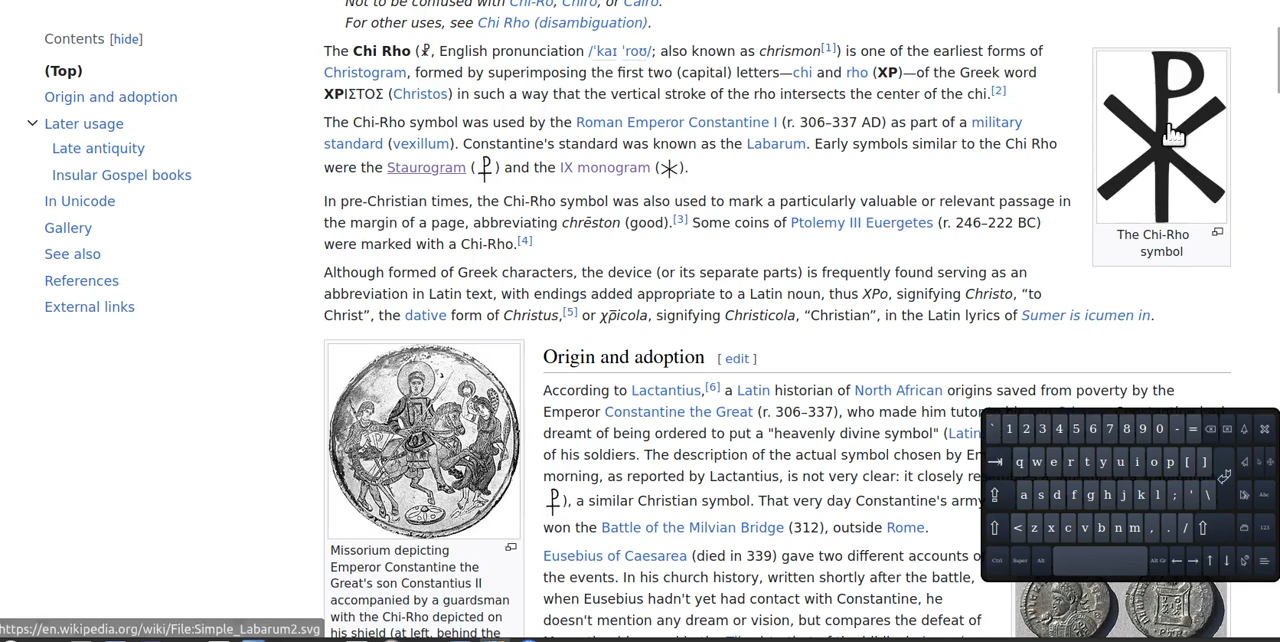 Not to be confused with Chi-Ro, Chiro, or Cairo.
For other uses, see Chi Rho (disambiguation).
Contents [hide]
(Top)
Origin and adoption
Later usage
Late antiquity
Insular Gospel books
In Unicode
Gallery
See also
References
External links
The Chi Rho (☧, English pronunciation /ˈkaɪ ˈroʊ/; also known as chrismon[1]) is one of the earliest forms of
Christogram, formed by superimposing the first two (capital) letters—chi and rho (ΧΡ)—of the Greek word
ΧΡΙΣΤΟΣ (Christos) in such a way that the vertical stroke of the rho intersects the center of the chi.[2]
The Chi-Rho symbol was used by the Roman Emperor Constantine I (r. 306–337 AD) as part of a military
standard (vexillum). Constantine's standard was known as the Labarum. Early symbols similar to the Chi Rho
were the Staurogram (⳨) and the IX monogram (
).
In pre-Christian times, the Chi-Rho symbol was also used to mark a particularly valuable or relevant passage in
the margin of a page, abbreviating chrēston (good).[3] Some coins of Ptolemy III Euergetes (r. 246–222 BC)
were marked with a Chi-Rho.[4]
Although formed of Greek characters, the device (or its separate parts) is frequently found serving as an
abbreviation in Latin text, with endings added appropriate to a Latin noun, thus XPo, signifying Christo, “to
Christ”, the dative form of Christus,[5] or χρ̅icola, signifying Christicola, “Christian”, in the Latin lyrics of Sumer is icumen in.
The Chi-Rho
symbol
Origin and adoption [ edit ]
According to Lactantius,[6] a Latin historian of North African origins saved from poverty by the
Emperor Constantine the Great (r. 306–337), who made him tutor
dreamt of being ordered to put a "heavenly divine symbol" (Latin
of his soldiers. The description of the actual symbol chosen by Em
morning, as reported by Lactantius, is not very clear: it closely re
⳨), a similar Christian symbol. That very day Constantine's army
won the Battle of the Milvian Bridge (312), outside Rome.
Eusebius of Caesarea (died in 339) gave two different accounts o
the events. In his church history, written shortly after the battle,
when Eusebius hadn't yet had contact with Constantine, he
doesn't mention any dream or vision, but compares the defeat of
Missorium depicting
Emperor Constantine the
Great's son Constantius II
accompanied by a guardsman
with the Chi-Rho depicted on
his shield (at left, behind the
https://en.wikipedia.org/wiki/File:Simple_Labarum2.svg
` 1 2 3 4 5 6 7 8 9 0 - =
q w e r t y u i o p [ ]
a s d f g h j k l ; ' \ Abc
< z x c v b n m , . / 123
Ctrl Super Alt Alt Gr ← → ↑ ↓